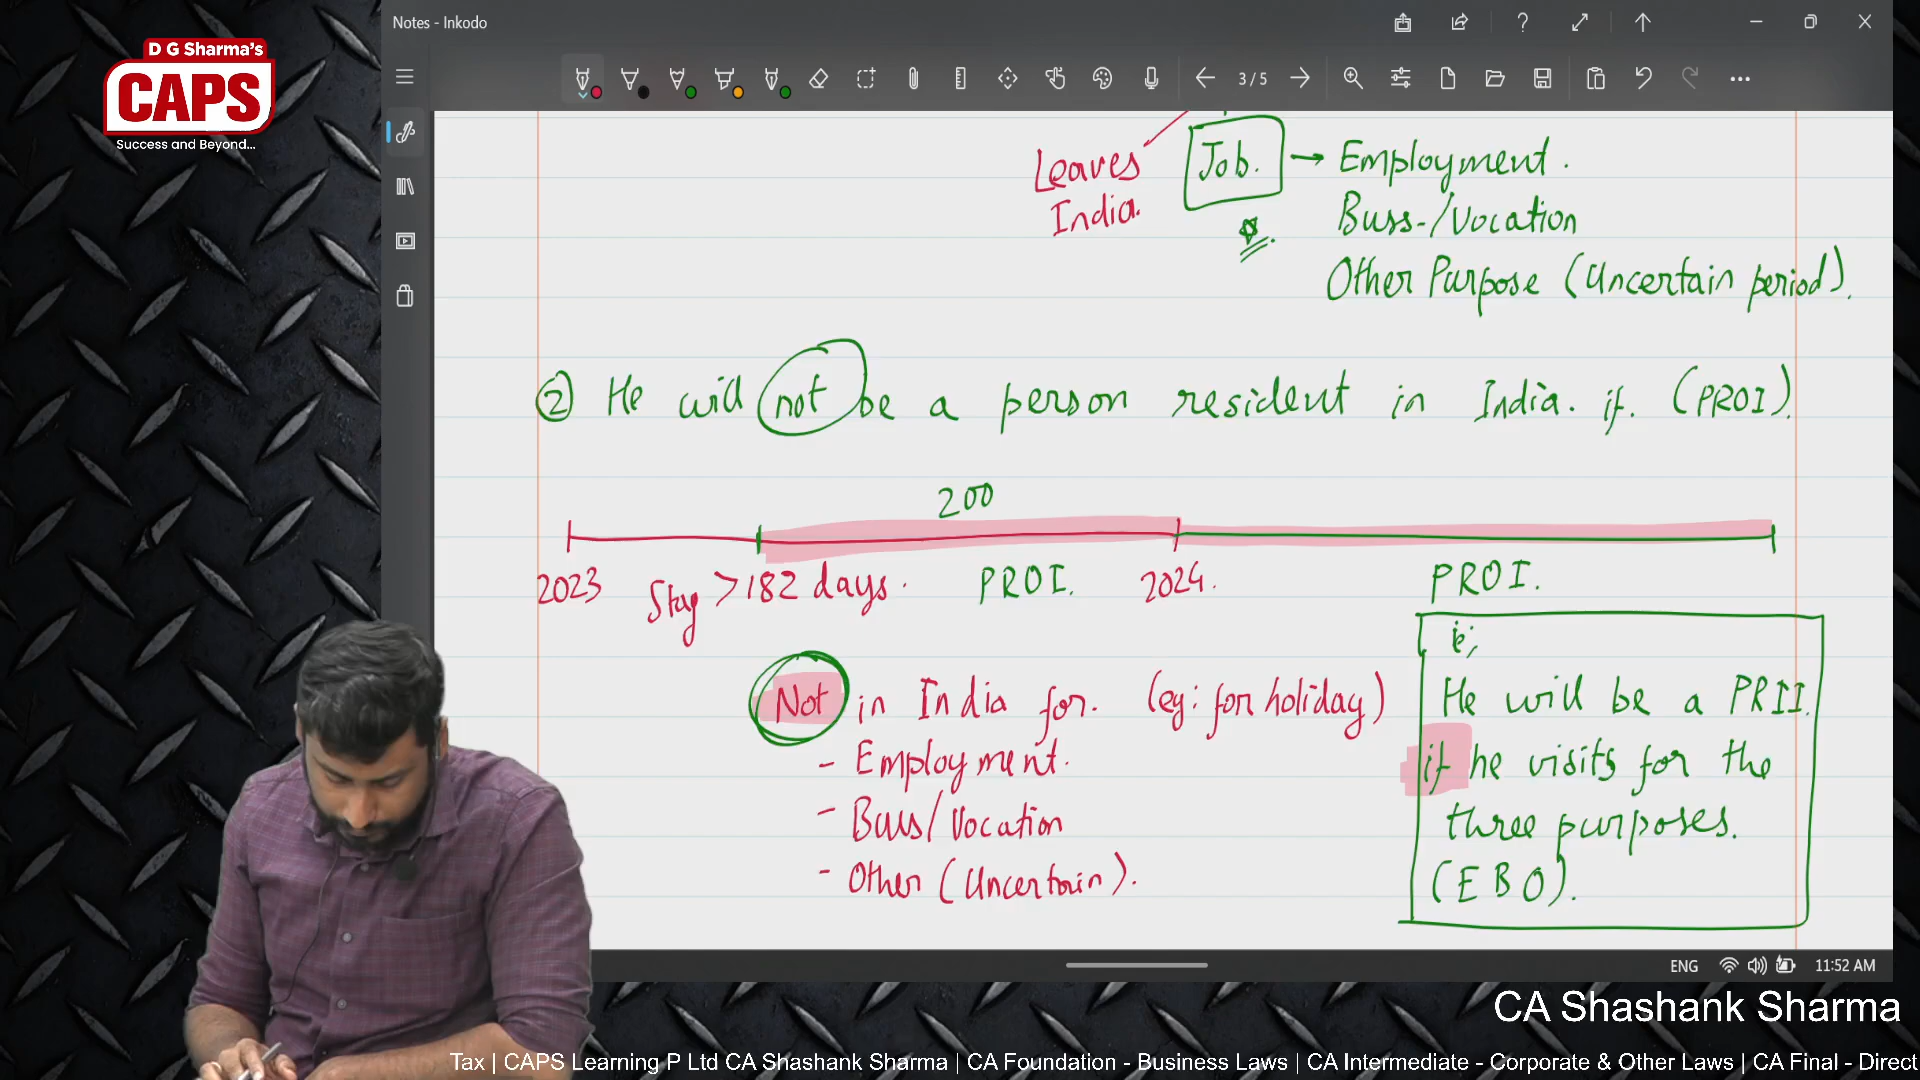 Notes - Inkodo
D G Sharma's
CAPS
Success and Beyond...
3 / 5
Leaves
India.
Job. → Employment.
Buss-/Vocation
Other Purpose (Uncertain period).
② He will not be a person resident in India. if. (PROI).
200
2023
Stay >182 days.
PROI.
2024.
PROI.
Not in India for. (eg: for holiday)
- Employment.
- Buss/Vocation
- Other (Uncertain).
ie;
He will be a PRII.
if he visits for the
three purposes.
(E B O).
ENG
11:52 AM
CA Shashank Sharma
Tax | CAPS Learning P Ltd CA Shashank Sharma | CA Foundation - Business Laws | CA Intermediate - Corporate & Other Laws | CA Final - Direct